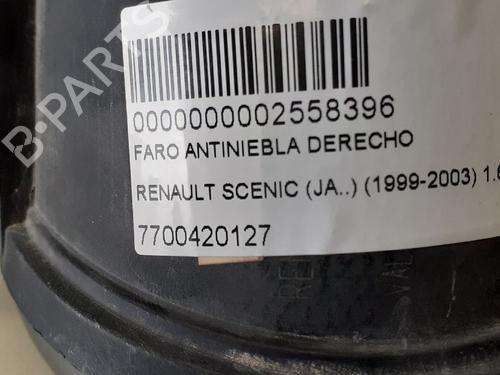 0000000002558396
FARO ANTINIEBLA DERECHO
RENAULT SCENIC (JA..) (1999-2003) 1.6
7700420127
B-PARTS